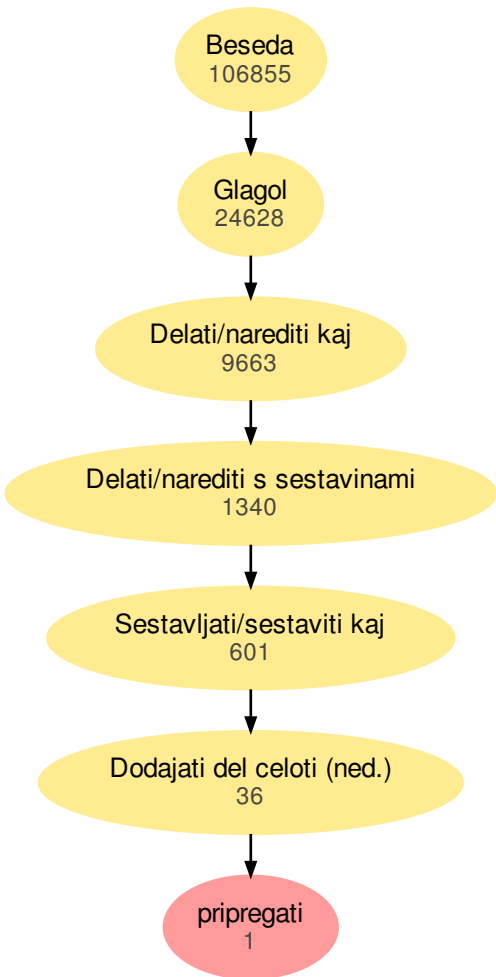 Beseda
106855
Glagol
24628
Delati/narediti kaj
9663
Delati/narediti s sestavinami
1340
Sestavljati/sestaviti kaj
601
Dodajati del celoti (ned.)
36
pripregati
1